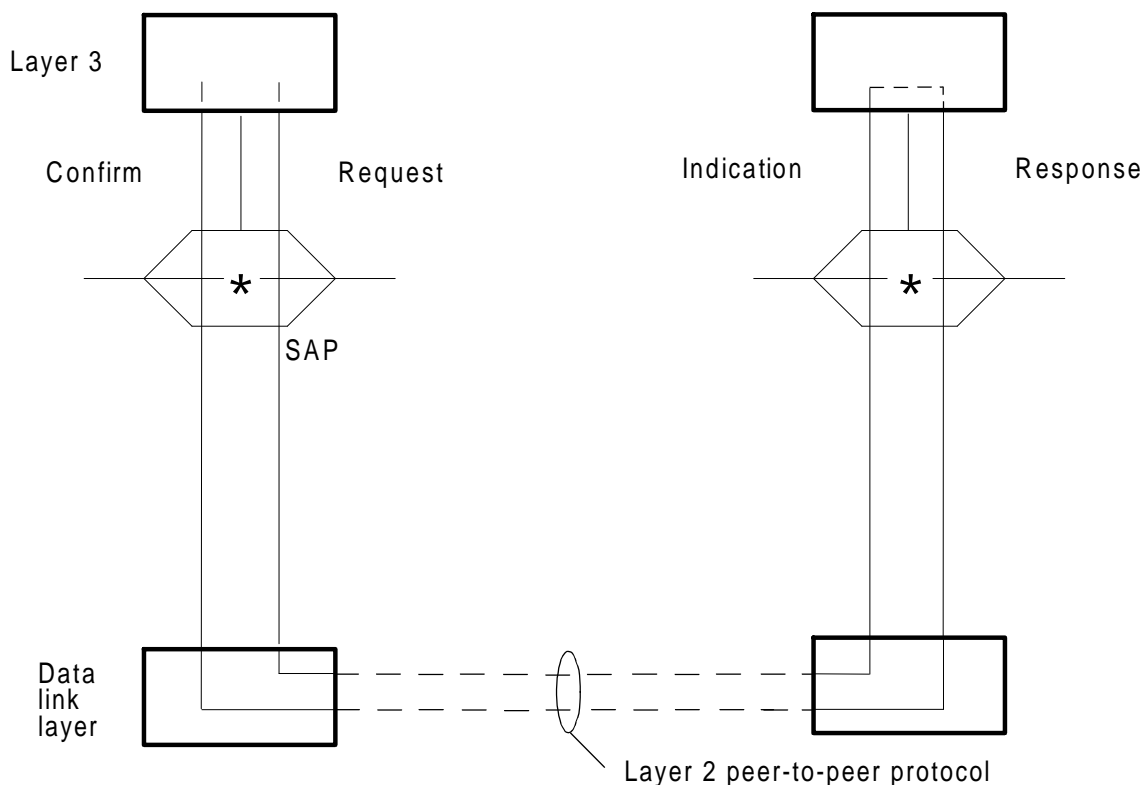 Layer 3
Confirm
Request
Indication
Response
*
*
SAP
Data
link
layer
Layer 2 peer-to-peer protocol